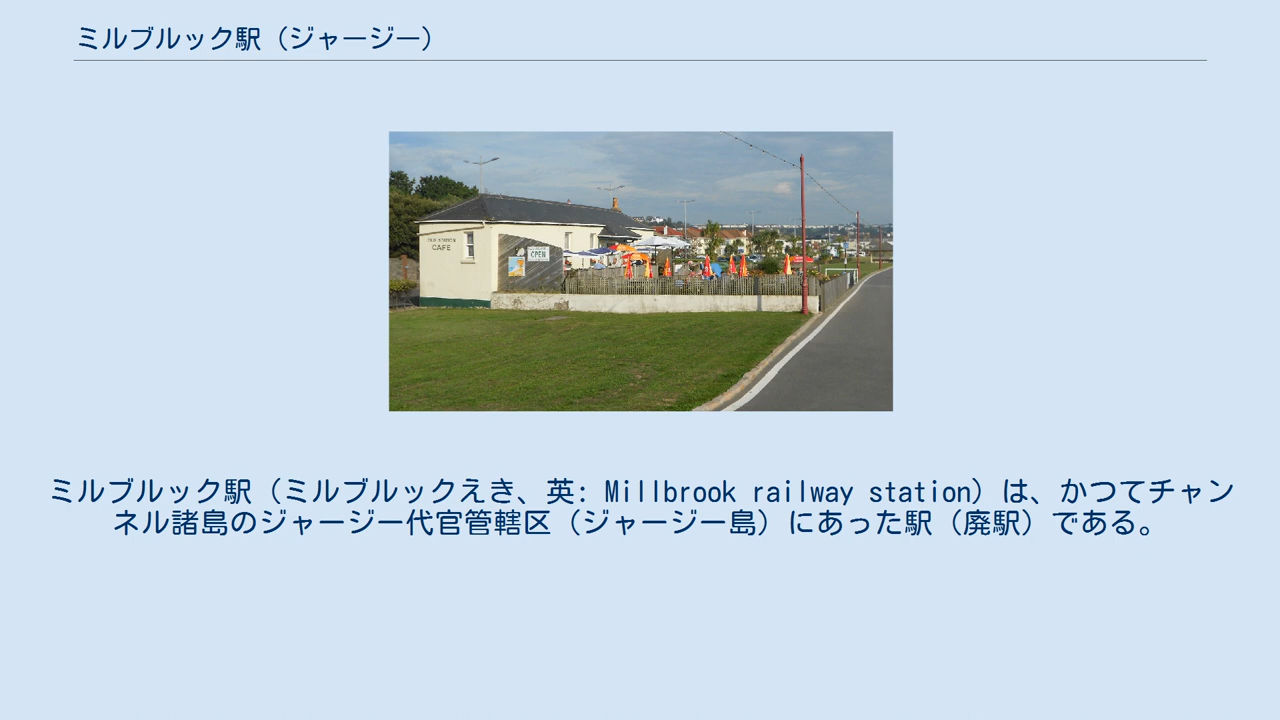 ミルブルック駅（ジャージー）
OLD STATION
CAFE
OPEN
ミルブルック駅（ミルブルックえき、英: Millbrook railway station）は、かつてチャン
ネル諸島のジャージー代官管轄区（ジャージー島）にあった駅（廃駅）である。